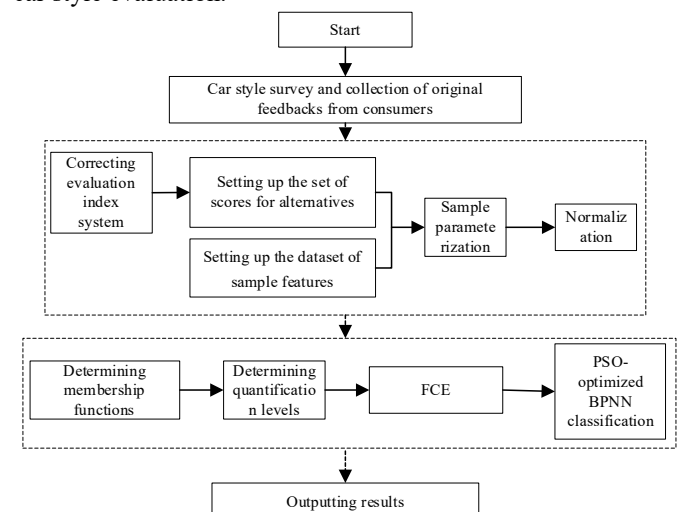 car style evaluation.
Start
Car style survey and collection of original
feedbacks from consumers
Correcting
evaluation
index
system
Setting up the set of
scores for alternatives
Setting up the dataset of
sample features
Sample
paramete
rization
Normaliz
ation
Determining
membership
functions
Determining
quantificatio
n levels
FCE
PSO-
optimized
BPNN
classification
Outputting results